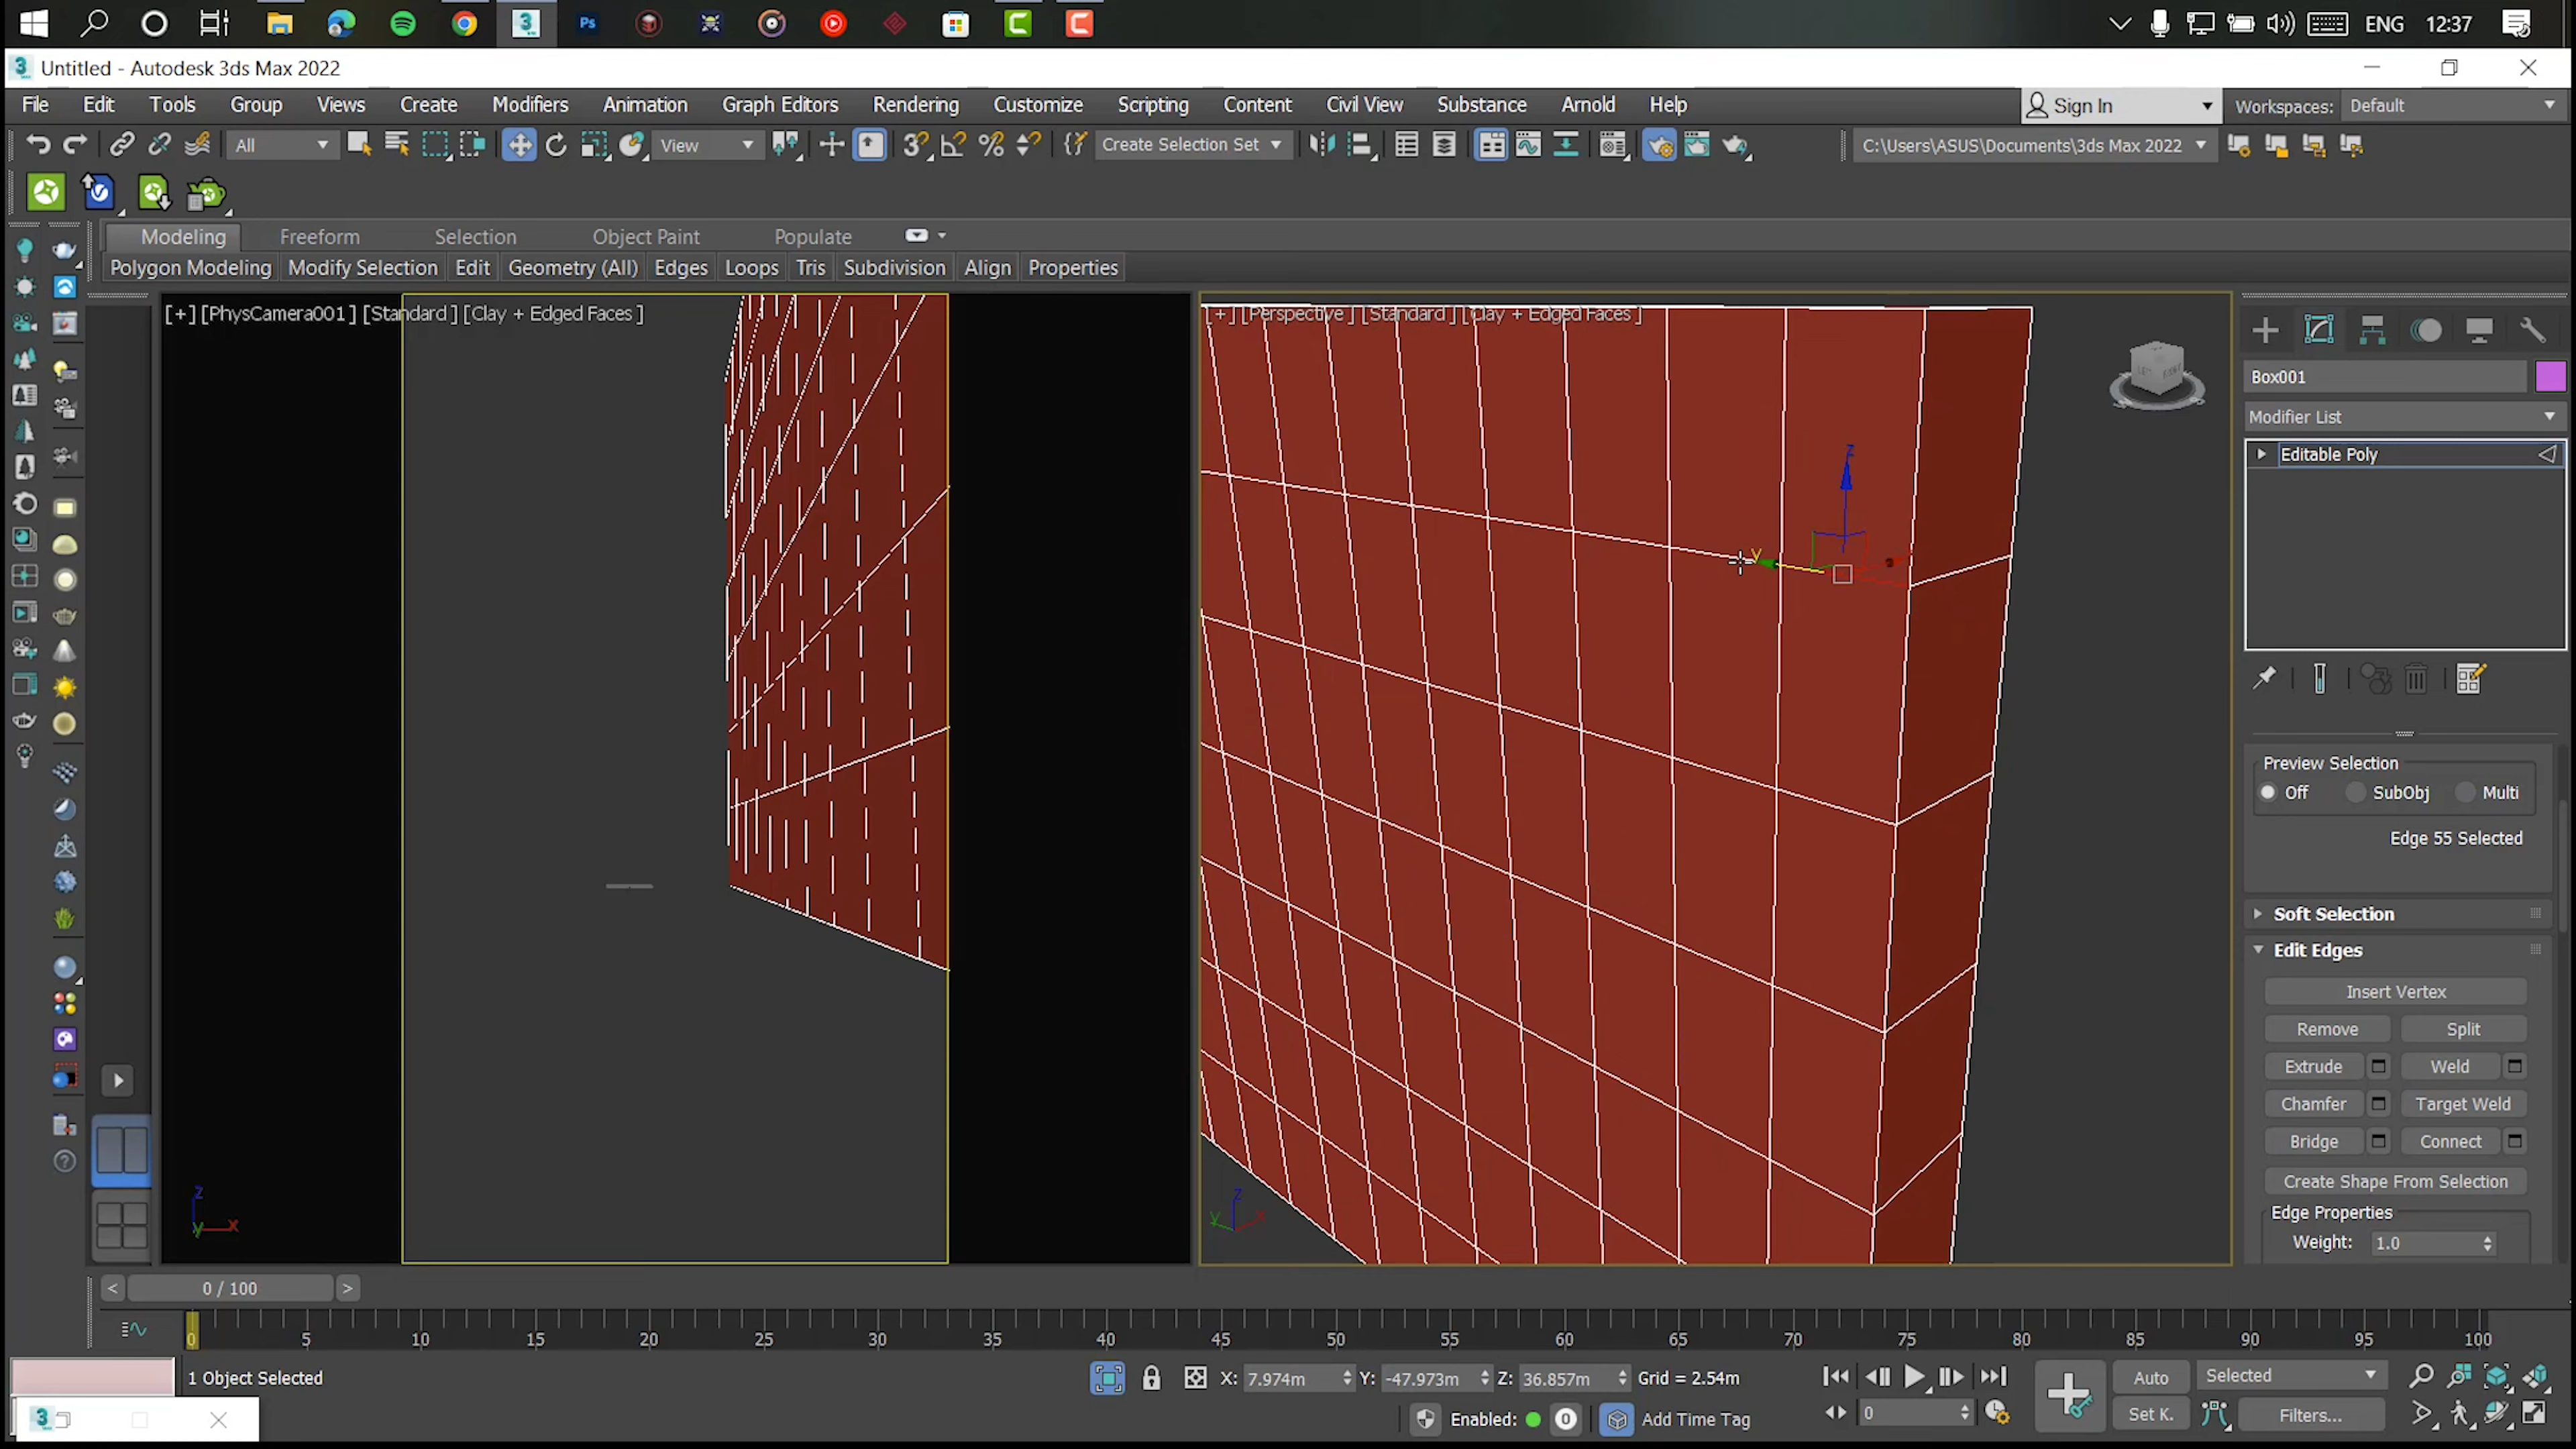 Ps
ENG
12:37
3 Untitled - Autodesk 3ds Max 2022
File Edit Tools Group Views Create Modifiers Animation Graph Editors Rendering Customize Scripting Content Civil View Substance Arnold Help
Sign In Workspaces: Default
All View Create Selection Set C:\Users\ASUS\Documents\3ds Max 2022
Modeling Freeform Selection Object Paint Populate
Polygon Modeling Modify Selection Edit Geometry (All) Edges Loops Tris Subdivision Align Properties
[+] [PhysCamera001 ] [Standard ] [Clay + Edged Faces ]
[+] [Perspective ] [Standard ] [Clay + Edged Faces ]
Box001
Modifier List
Editable Poly
z
y
Preview Selection
Off SubObj Multi
Edge 55 Selected
Soft Selection
Edit Edges
Insert Vertex
Remove Split
Extrude Weld
Chamfer Target Weld
Bridge Connect
Create Shape From Selection
Edge Properties
Weight: 1.0
z
y x
z
y x
< 0 / 100 >
0 5 10 15 20 25 30 35 40 45 50 55 60 65 70 75 80 85 90 95 100
1 Object Selected X: 7.974m Y: -47.973m Z: 36.857m Grid = 2.54m Auto Selected
3 Enabled: 0 Add Time Tag 0 Set K. Filters...